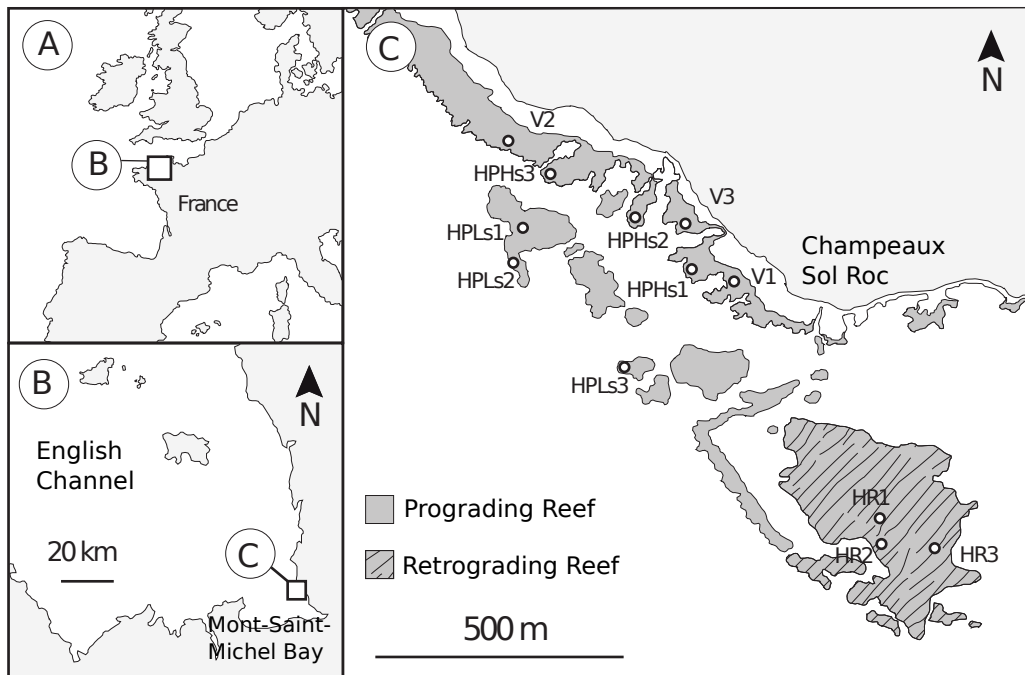 A
B
France
B
English
Channel
N
20 km
C
Mont-Saint-
Michel Bay
C
N
V2
HPHs3
V3
HPLs1
HPHs2
Champeaux
Sol Roc
HPLs2
HPHs1
V1
HPLs3
HR1
Prograding Reef
HR2
HR3
Retrograding Reef
500 m